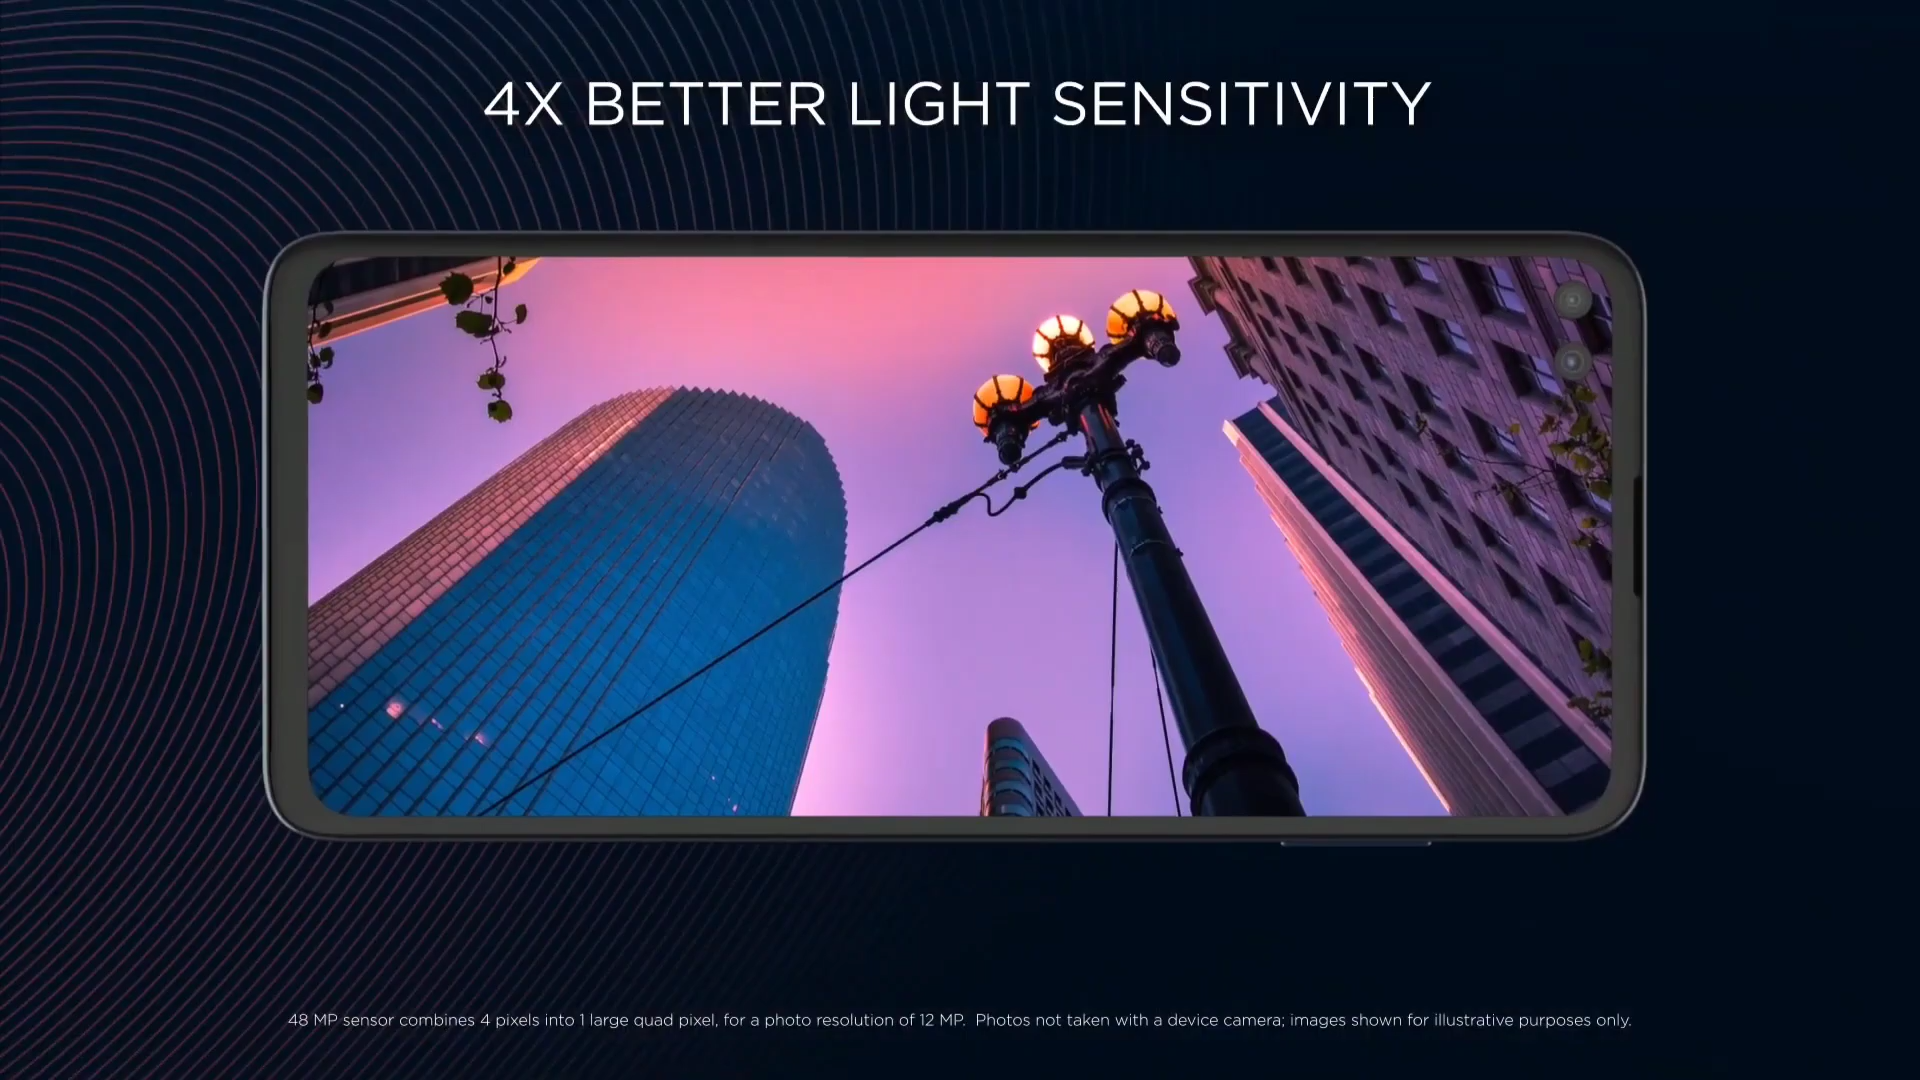 4X BETTER LIGHT SENSITIVITY
48 MP sensor combines 4 pixels into 1 large quad pixel, for a photo resolution of 12 MP.  Photos not taken with a device camera; images shown for illustrative purposes only.